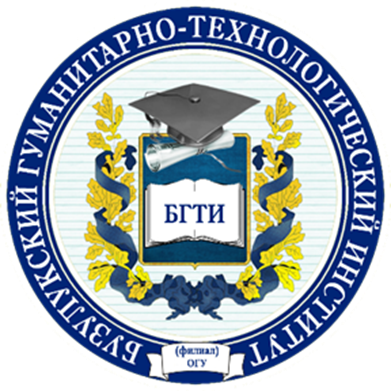 БУЗУЛУКСКИЙ ГУМАНИТАРНО-ТЕХНОЛОГИЧЕСКИЙ ИНСТИТУТ
БГТИ
(филиал)
ОГУ